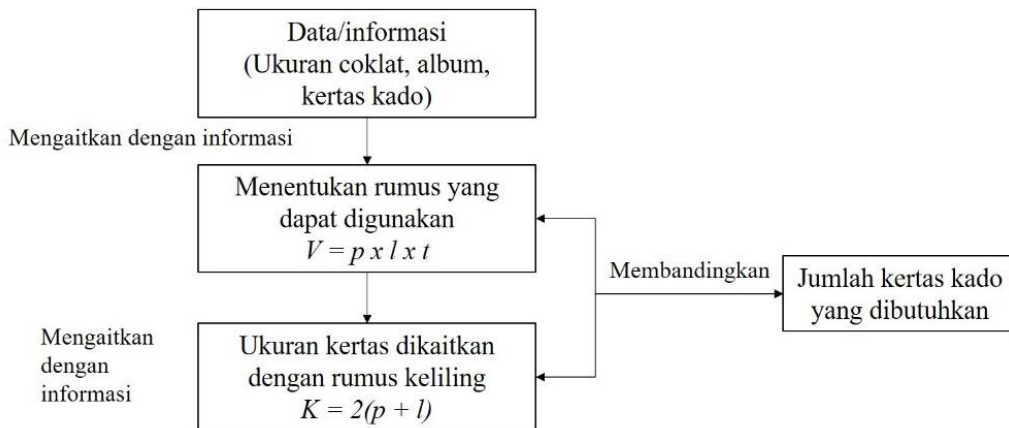 Data/informasi
(Ukuran coklat, album,
kertas kado)
Mengaitkan dengan informasi
Menentukan rumus yang
dapat digunakan
V = p x l x t
Membandingkan
Jumlah kertas kado
yang dibutuhkan
Mengaitkan
dengan
informasi
Ukuran kertas dikaitkan
dengan rumus keliling
K = 2(p + l)